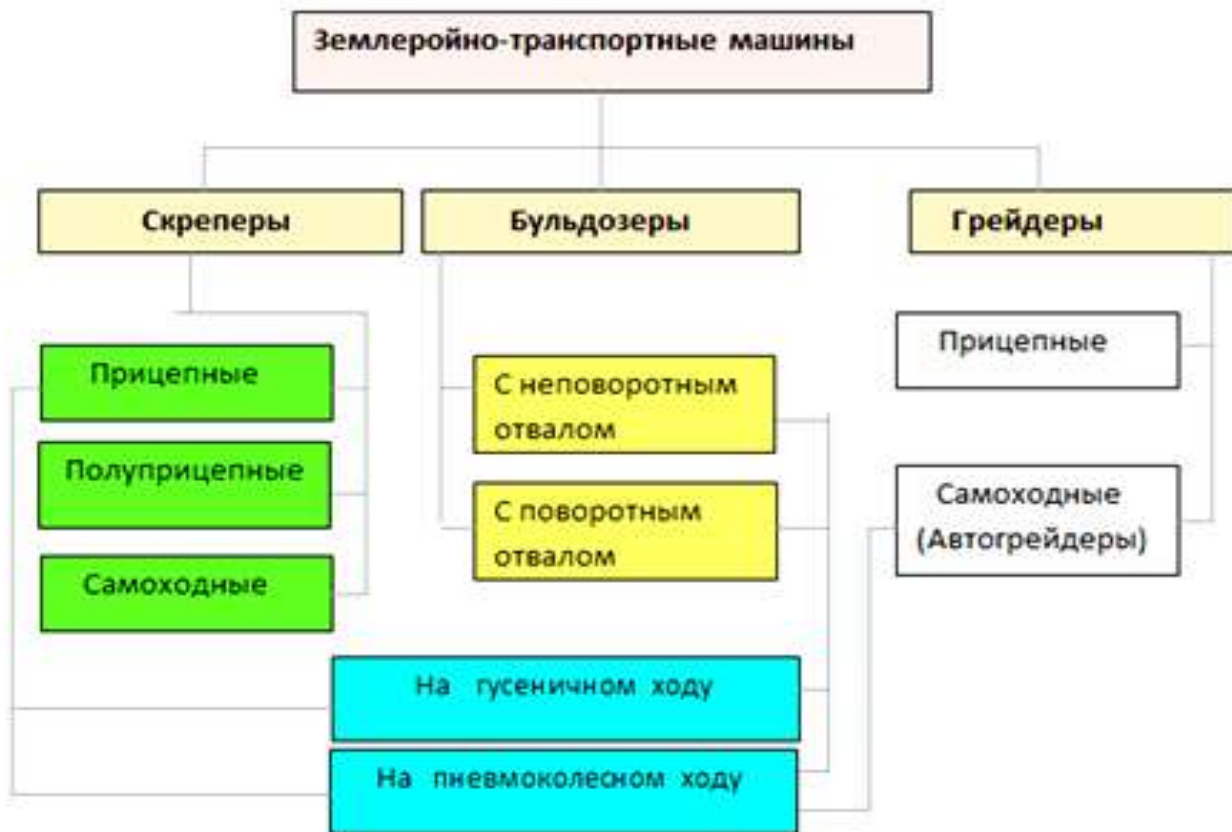 Землеройно-транспортные машины
Скреперы
Бульдозеры
Грейдеры
Прицепные
Полуприцепные
Самоходные
С неповоротным
отвалом
С поворотным
отвалом
Прицепные
Самоходные
(Автогрейдеры)
На гусеничном ходу
На пневмоколесном ходу